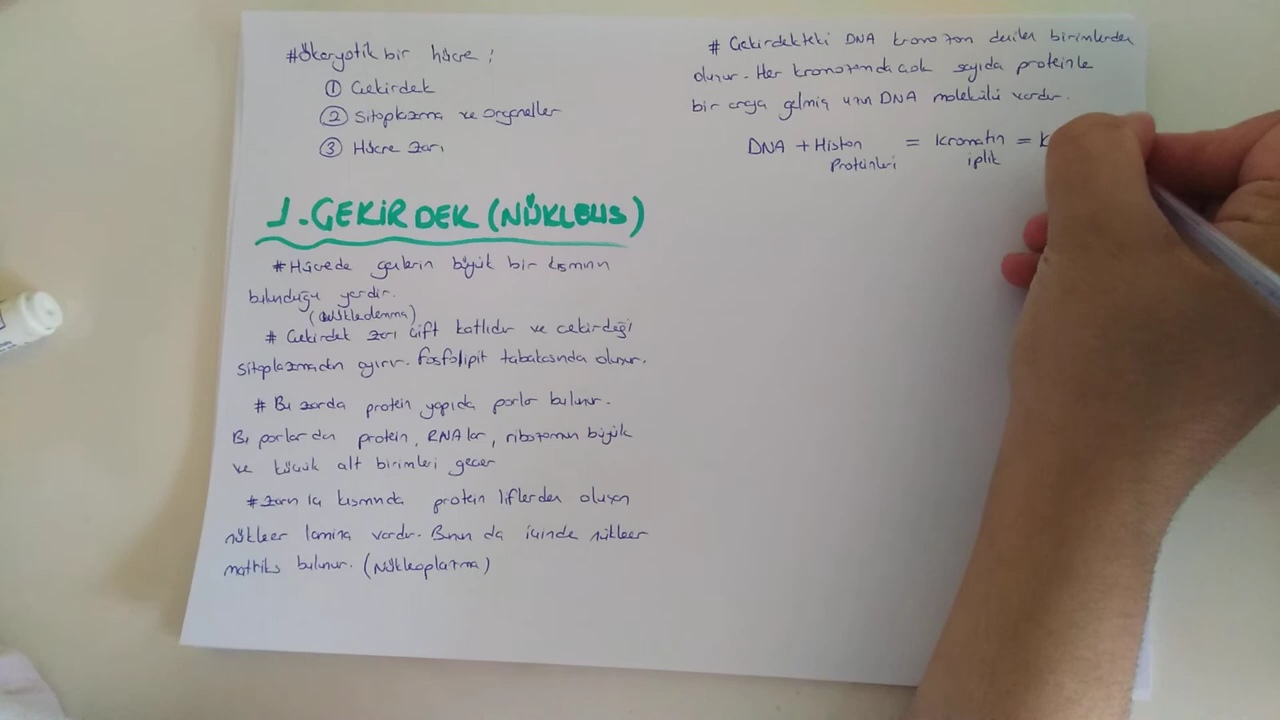 #Ökaryotik bir hücre ;
① Çekirdek
② Sitoplazma ve organeller
③ Hücre zarı
1. ÇEKİRDEK (NÜKLEUS)
#Hücrede genlerin büyük bir kısmının
bulunduğu yerdir.
# Çekirdek zarı çift katlıdır ve çekirdeği
sitoplazmadan ayırır. Fosfolipit tabakasında oluşur.
# Bu zarda protein yapıda porlar bulunur.
Bu porlardan protein, RNA lar, ribozomun büyük
ve küçük alt birimleri geçer
# zarın iç kısmında protein liflerden oluşan
nükleer lamina vardır. Bunun da içinde nükleer
matriks bulunur. (Nükleoplazma)
# Çekirdekteki DNA kromozom denilen birimlerden
oluşur. Her kromozomda çok sayıda proteinle
bir araya gelmiş uzun DNA molekülü vardır.
DNA + Histon = Kromatin = K
Proteinleri iplik